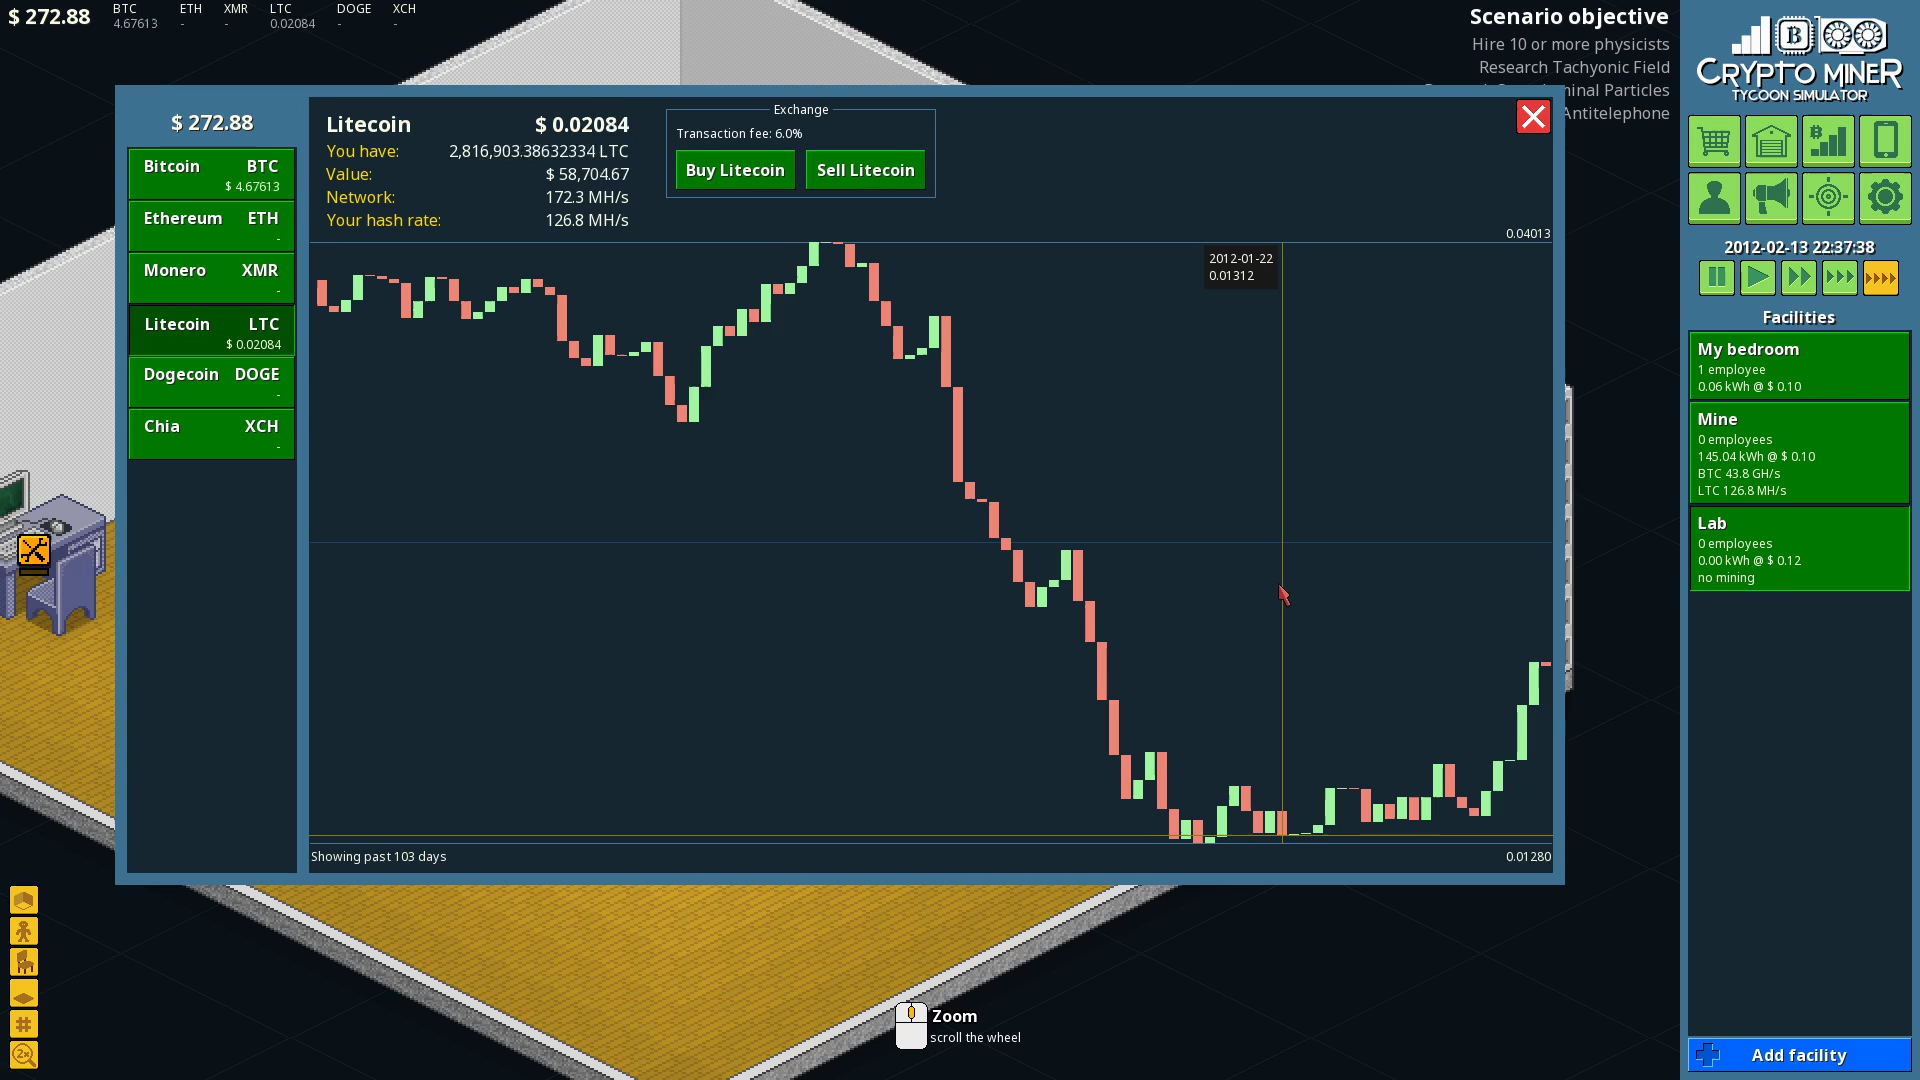 $ 272.88
BTC ETH XMR LTC DOGE XCH
4.67613 - - 0.02084 - -
Scenario objective
Hire 10 or more physicists
Research Tachyonic Field
Particles
Antitelephone
CRYPTO MINER
TYCOON SIMULATOR
$ 272.88
Bitcoin BTC
$ 4.67613
Ethereum ETH
-
Monero XMR
-
Litecoin LTC
$ 0.02084
Dogecoin DOGE
-
Chia XCH
-
Litecoin $ 0.02084
You have: 2,816,903.38632334 LTC
Value: $ 58,704.67
Network: 172.3 MH/s
Your hash rate: 126.8 MH/s
Exchange
Transaction fee: 6.0%
Buy Litecoin Sell Litecoin
0.04013
2012-01-22
0.01312
Showing past 103 days
0.01280
2012-02-13 22:37:38
Facilities
My bedroom
1 employee
0.06 kWh @ $ 0.10
Mine
0 employees
145.04 kWh @ $ 0.10
BTC 43.8 GH/s
LTC 126.8 MH/s
Lab
0 employees
0.00 kWh @ $ 0.12
no mining
Add facility
2x
Zoom
scroll the wheel